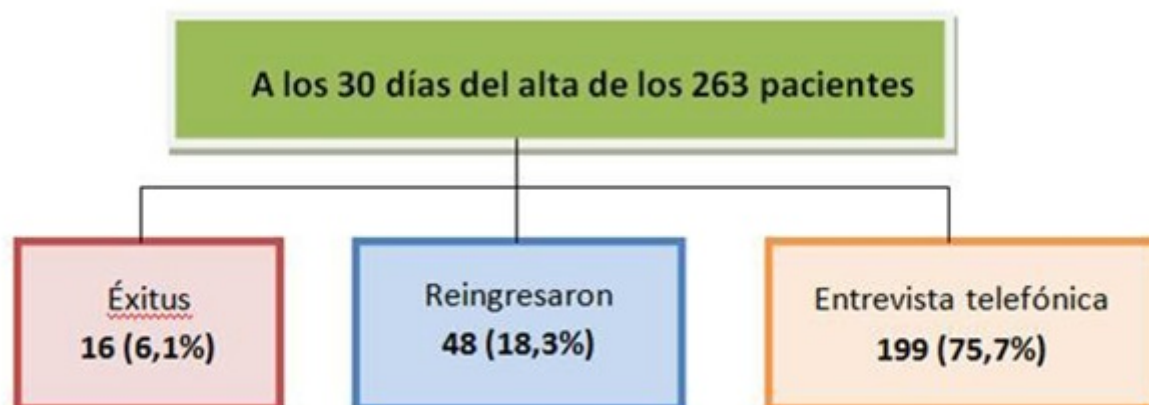 A los 30 días del alta de los 263 pacientes
Éxitus
16 (6,1%)
Reingresaron
48 (18,3%)
Entrevista telefónica
199 (75,7%)